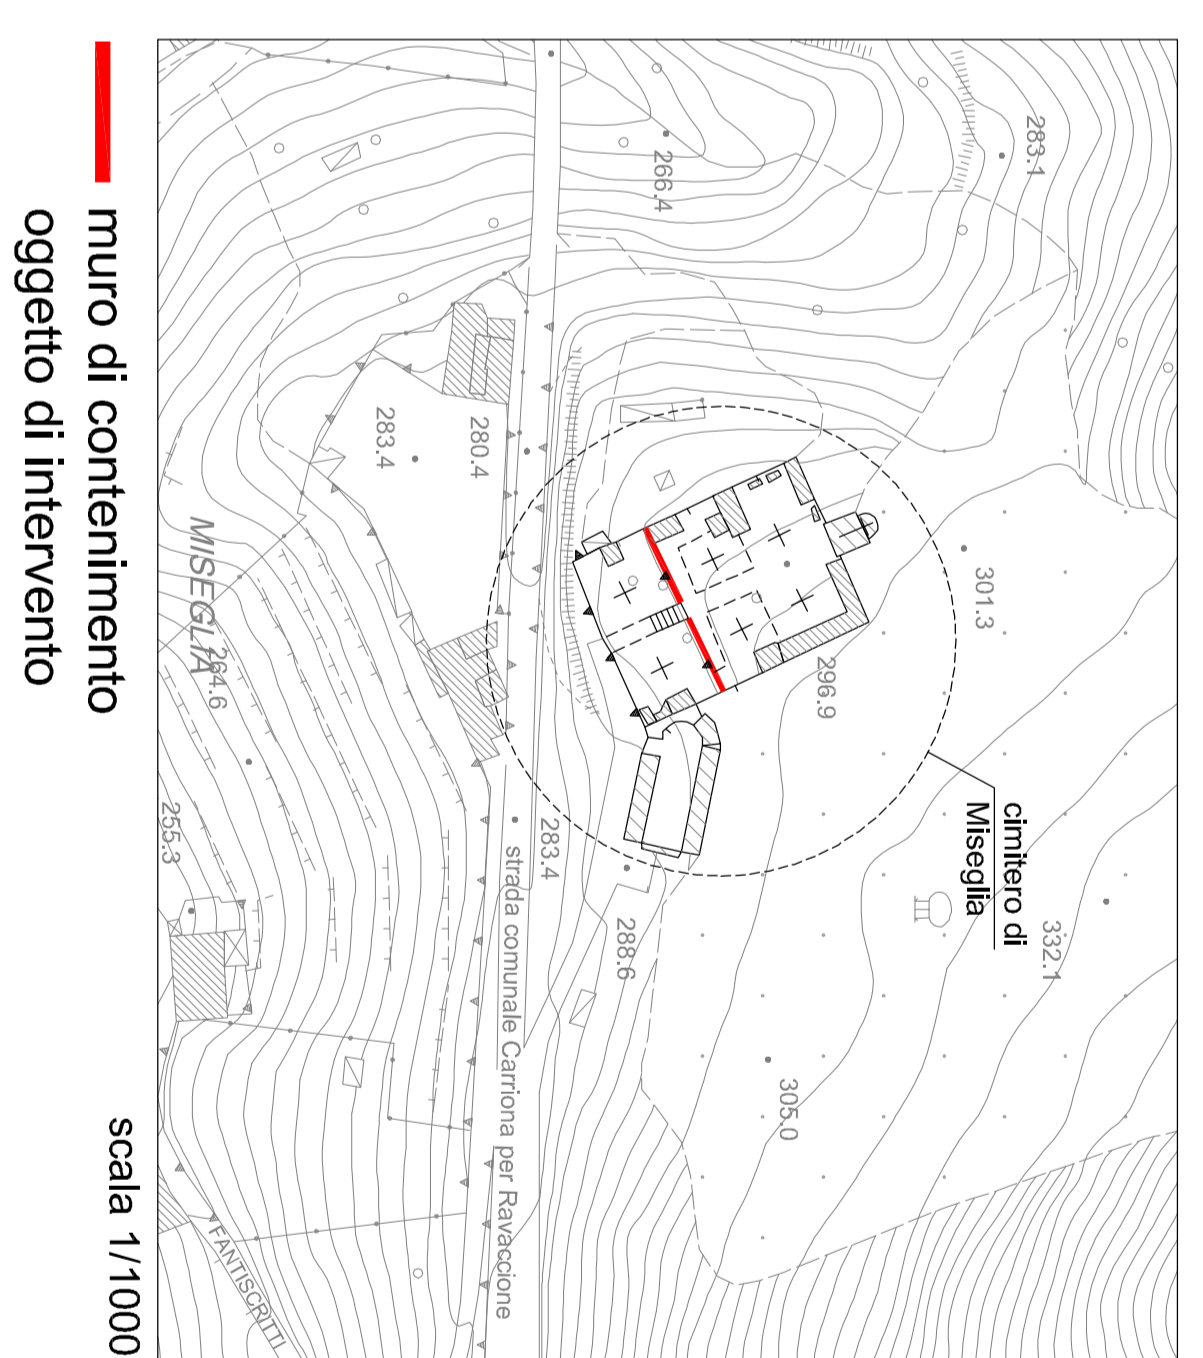 283.1
266.4
301.3
296.9
cimitero di
Miseglia
332.1
305.0
280.4
283.4
283.4
288.6
strada comunale Carriona per Ravaccione
MISEGLIA
264.6
255.3
FANTISCRITTI
muro di contenimento
oggetto di intervento
scala 1/1000